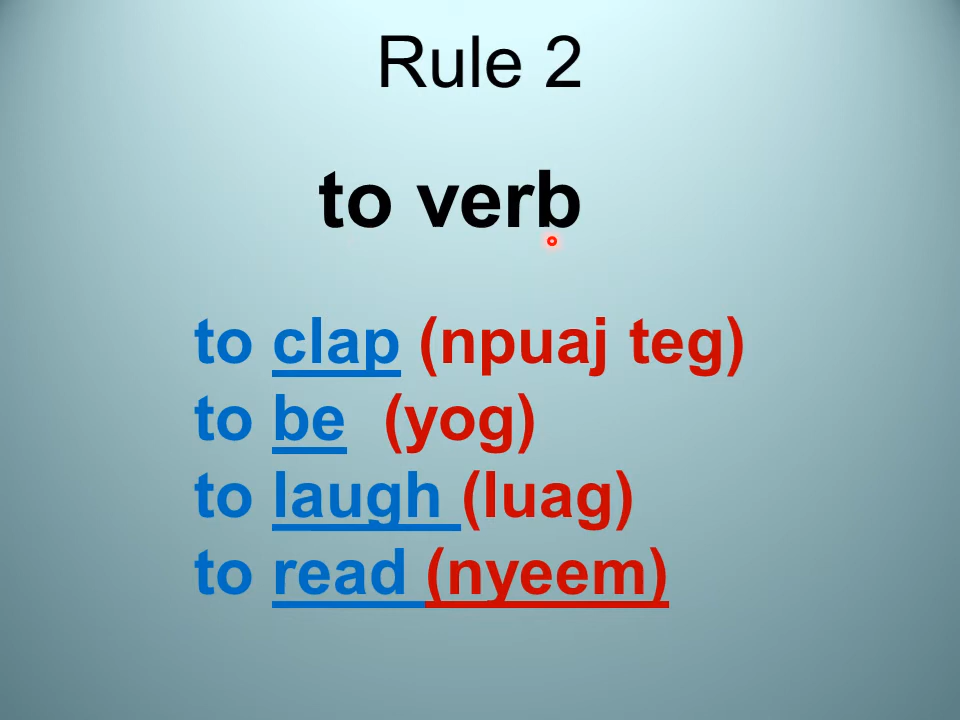 Rule 2
to verb
to clap (npuaj teg)
to be (yog)
to laugh (luag)
to read (nyeem)